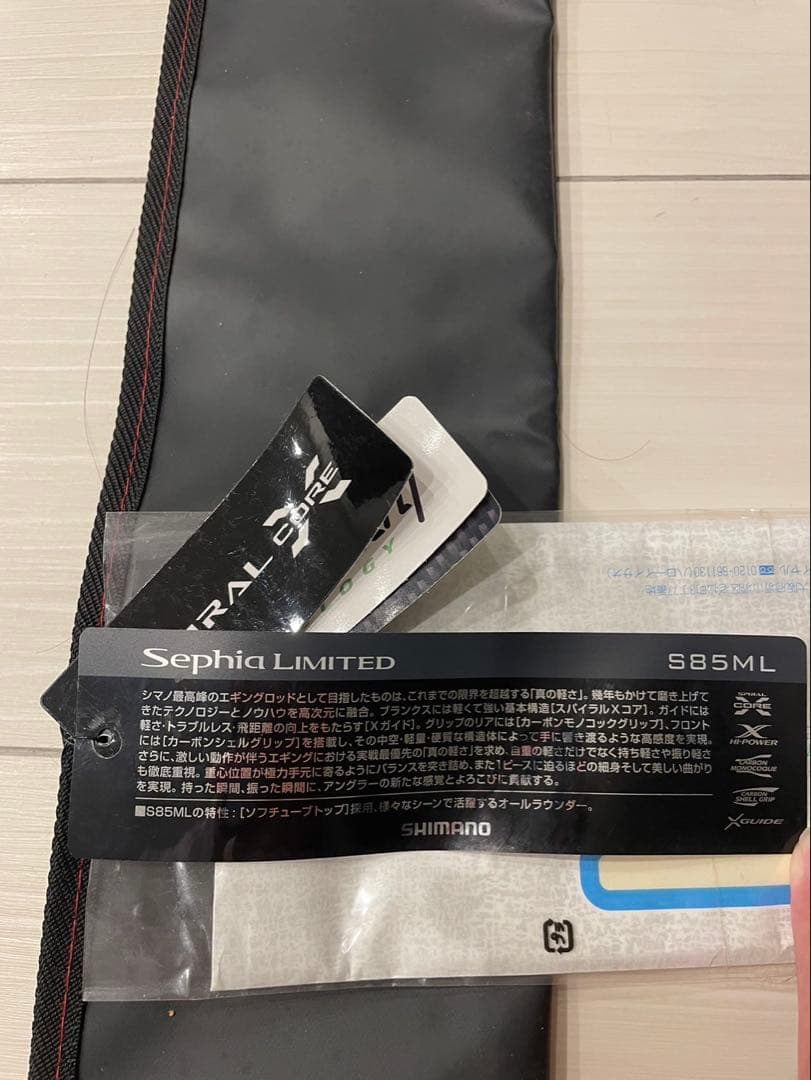 CORE
OGY
Sephia LIMITED
S85ML
シマノ最高峰のエギングロッドとして目指したものは、これまでの限界を超越する「真の軽さ」。幾年もかけて磨き上げて
きたテクノロジーとノウハウを高次元に融合。ブランクスには軽くて強い基本構造[スパイラルXコア]。ガイドには
軽さ・トラブルレス・飛距離の向上をもたらす[Xガイド]。グリップのリアには[カーボンモノコックグリップ]、フロント
には[カーボンシェルグリップ]を搭載し、その中空・軽量・硬質な構造体によって手に響き渡るような高感度を実現。
さらに、激しい動作が伴うエギングにおける実戦最優先の「真の軽さ」を求め、自重の軽さだけでなく持ち軽さや振り軽さ
も徹底重視。重心位置が極力手元に寄るようにバランスを突き詰め、また1ピースに迫るほどの細身そして美しい曲がり
を実現。持った瞬間、振った瞬間に、アングラーの新たな感覚とよろこびに貢献する。
■S85MLの特性：[ソフチューブトップ]採用、様々なシーンで活躍するオールラウンダー。
SHIMANO
SPIRAL
CORE
X
HI-POWER
CARBON
MONOCOQUE
CARBON
SHELL GRIP
XGUIDE
プラ